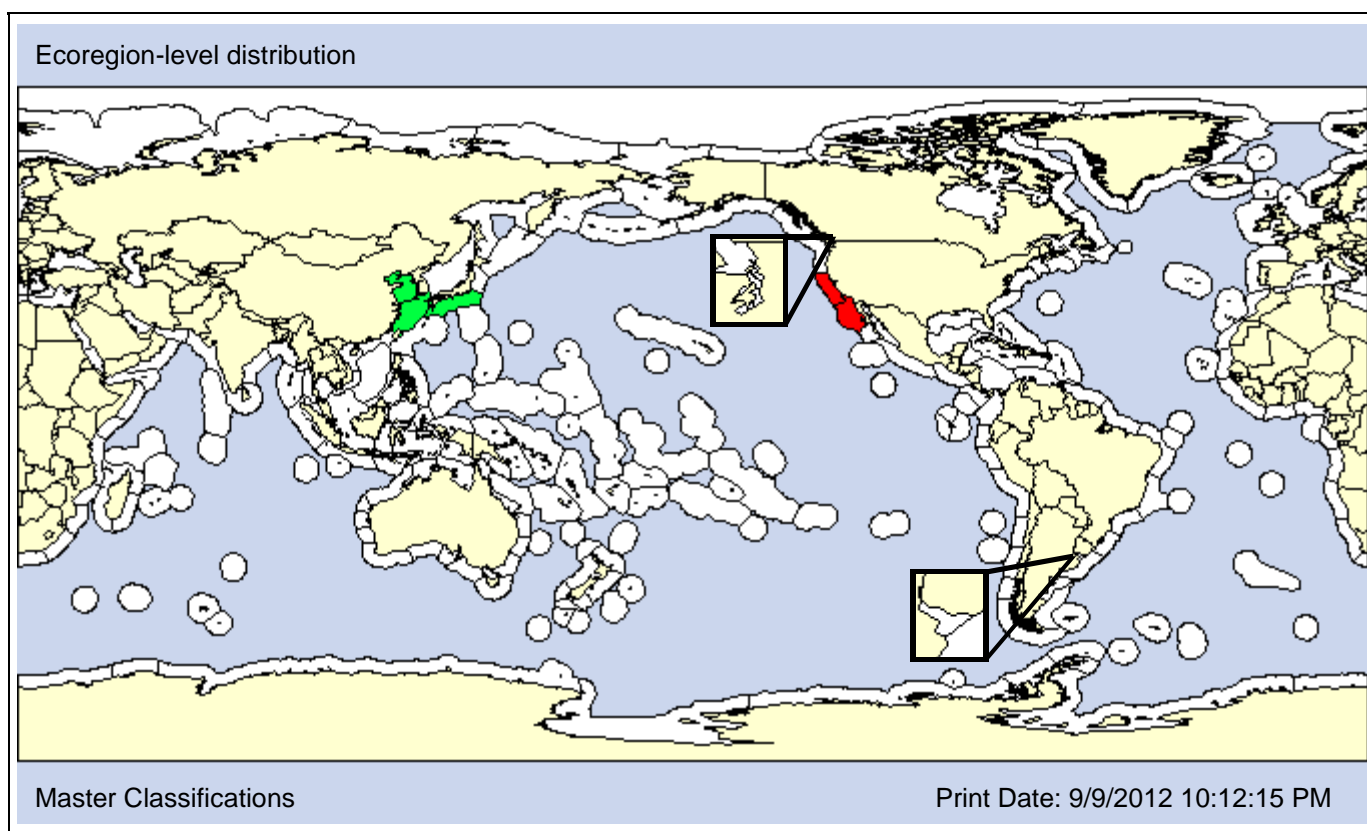 Ecoregion-level distribution
Master Classifications
Print Date: 9/9/2012 10:12:15 PM